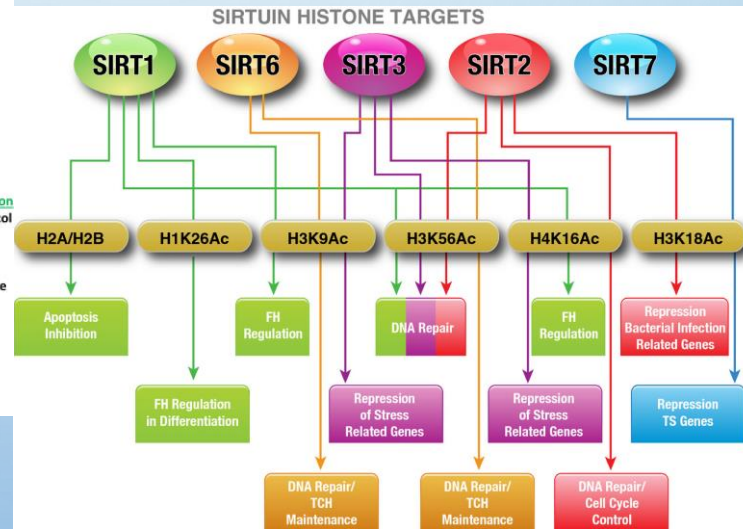 SIRTUIN HISTONE TARGETS
SIRT1
SIRT6
SIRT3
SIRT2
SIRT7
on
col
H2A/H2B
H1K26Ac
H3K9Ac
H3K56Ac
H4K16Ac
H3K18Ac
e
Apoptosis
Inhibition
FH
Regulation
DNA Repair
FH
Regulation
Repression
Bacterial Infection
Related Genes
FH Regulation
in Differentiation
Repression
of Stress
Related Genes
Repression
of Stress
Related Genes
Repression
TS Genes
DNA Repair/
TCH
Maintenance
DNA Repair/
TCH
Maintenance
DNA Repair/
Cell Cycle
Control